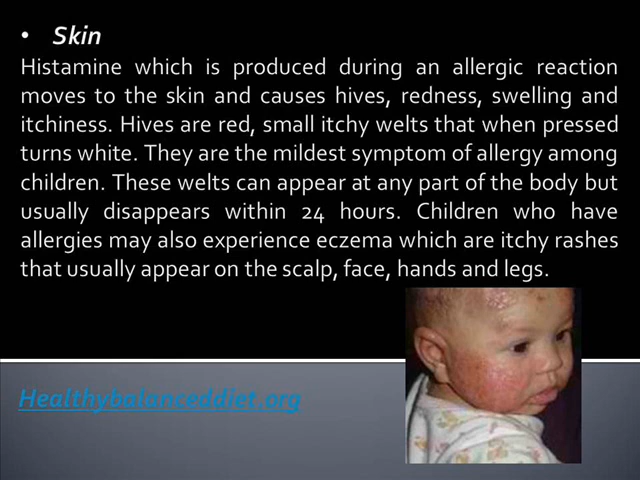 • Skin
Histamine which is produced during an allergic reaction
moves to the skin and causes hives, redness, swelling and
itchiness. Hives are red, small itchy welts that when pressed
turns white. They are the mildest symptom of allergy among
children. These welts can appear at any part of the body but
usually disappears within 24 hours. Children who have
allergies may also experience eczema which are itchy rashes
that usually appear on the scalp, face, hands and legs.
Healthybalanceddiet.org